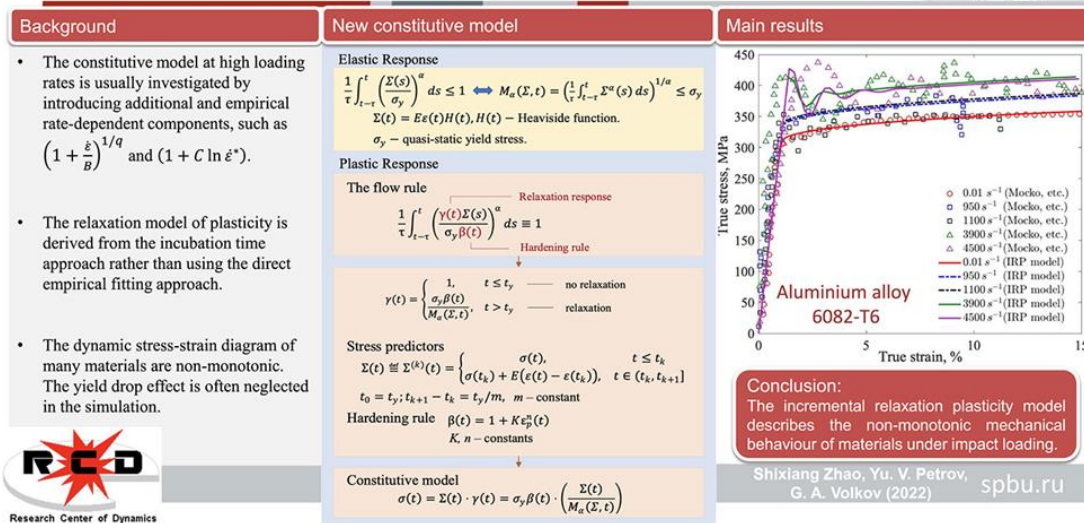 Background
• The constitutive model at high loading
rates is usually investigated by
introducing additional and empirical
rate-dependent components, such as
(1 + ε̇/B)^{1/q} and (1 + C ln ε̇*).
• The relaxation model of plasticity is
derived from the incubation time
approach rather than using the direct
empirical fitting approach.
• The dynamic stress-strain diagram of
many materials are non-monotonic.
The yield drop effect is often neglected
in the simulation.
RCD
Research Center of Dynamics
New constitutive model
Elastic Response
1/τ ∫_{t−τ}^{t} (Σ(s)/σ_y)^α ds ≤ 1 ⇔ M_α(Σ, t) = (1/τ ∫_{t−τ}^{t} Σ^α(s) ds)^{1/α} ≤ σ_y
Σ(t) = Eε(t)H(t), H(t) − Heaviside function.
σ_y − quasi-static yield stress.
Plastic Response
The flow rule
Relaxation response
1/τ ∫_{t−τ}^{t} (γ(t)Σ(s)/σ_yβ(t))^α ds ≡ 1
Hardening rule
γ(t) = { 1, t ≤ t_y —— no relaxation
σ_yβ(t)/M_α(Σ, t), t > t_y —— relaxation
Stress predictors
Σ(t) ≅ Σ^{(k)}(t) = { σ(t), t ≤ t_k
σ(t_k) + E(ε(t) − ε(t_k)), t ∈ (t_k, t_{k+1}]
t_0 = t_y; t_{k+1} − t_k = t_y/m, m − constant
Hardening rule β(t) = 1 + Kε_p^n(t)
K, n − constants
Constitutive model
σ(t) = Σ(t) · γ(t) = σ_yβ(t) · (Σ(t)/M_α(Σ, t))
Main results
True stress, MPa
450
400
350
300
250
200
150
100
50
0
0 5 10 15
True strain, %
0.01 s⁻¹ (Mocko, etc.)
950 s⁻¹ (Mocko, etc.)
1100 s⁻¹ (Mocko, etc.)
3900 s⁻¹ (Mocko, etc.)
4500 s⁻¹ (Mocko, etc.)
0.01 s⁻¹ (IRP model)
950 s⁻¹ (IRP model)
1100 s⁻¹ (IRP model)
3900 s⁻¹ (IRP model)
4500 s⁻¹ (IRP model)
Aluminium alloy
6082-T6
Conclusion:
The incremental relaxation plasticity model
describes the non-monotonic mechanical
behaviour of materials under impact loading.
Shixiang Zhao, Yu. V. Petrov,
G. A. Volkov (2022)
spbu.ru